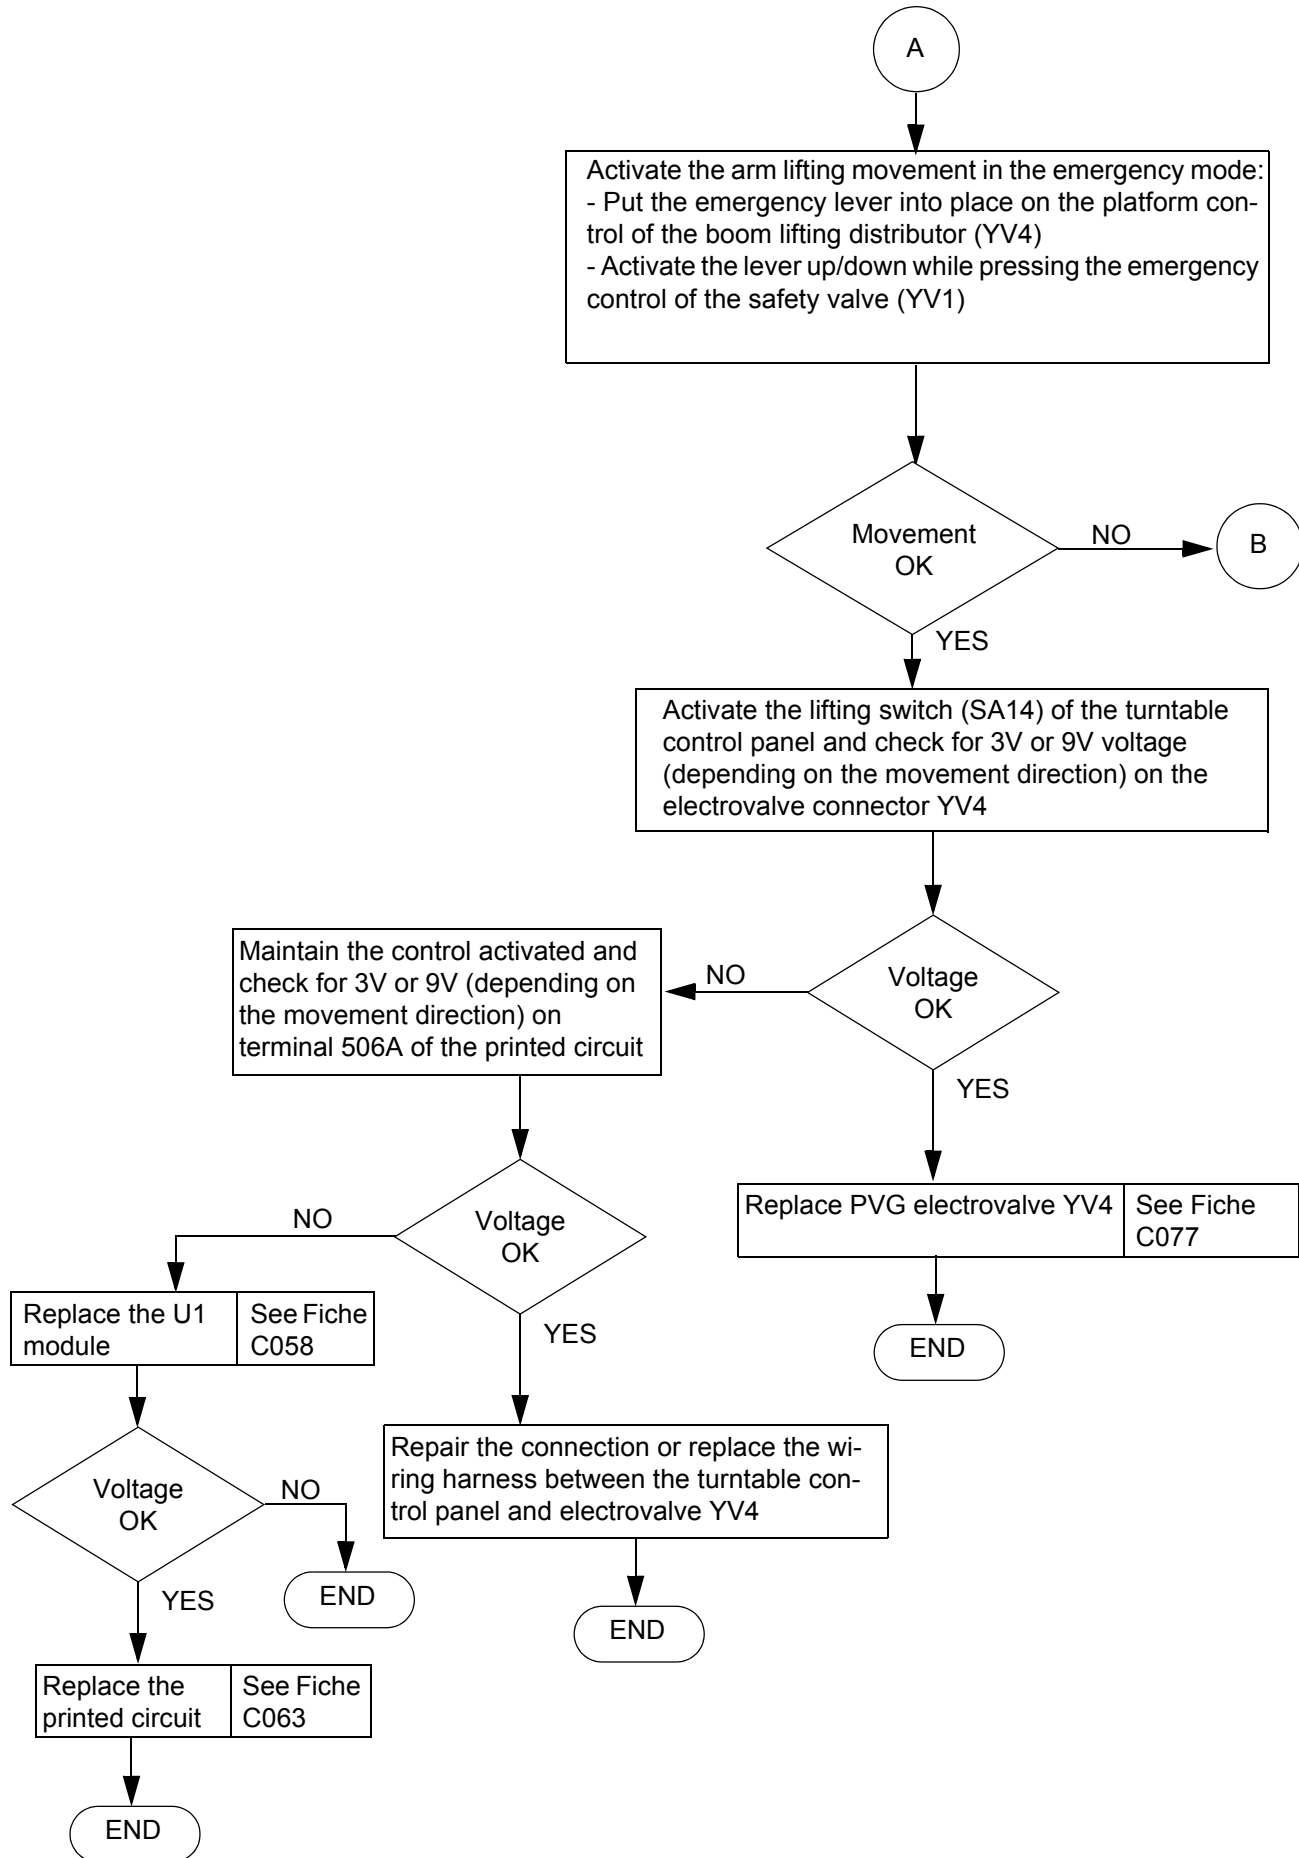 A
Activate the arm lifting movement in the emergency mode:
- Put the emergency lever into place on the platform con-
trol of the boom lifting distributor (YV4)
- Activate the lever up/down while pressing the emergency
control of the safety valve (YV1)
Movement
OK
NO
B
YES
Activate the lifting switch (SA14) of the turntable
control panel and check for 3V or 9V voltage
(depending on the movement direction) on the
electrovalve connector YV4
Maintain the control activated and
check for 3V or 9V (depending on
the movement direction) on
terminal 506A of the printed circuit
NO
Voltage
OK
YES
Replace PVG electrovalve YV4
See Fiche
C077
END
NO
Voltage
OK
YES
Replace the U1
module
See Fiche
C058
Repair the connection or replace the wi-
ring harness between the turntable con-
trol panel and electrovalve YV4
END
Voltage
OK
NO
END
YES
Replace the
printed circuit
See Fiche
C063
END